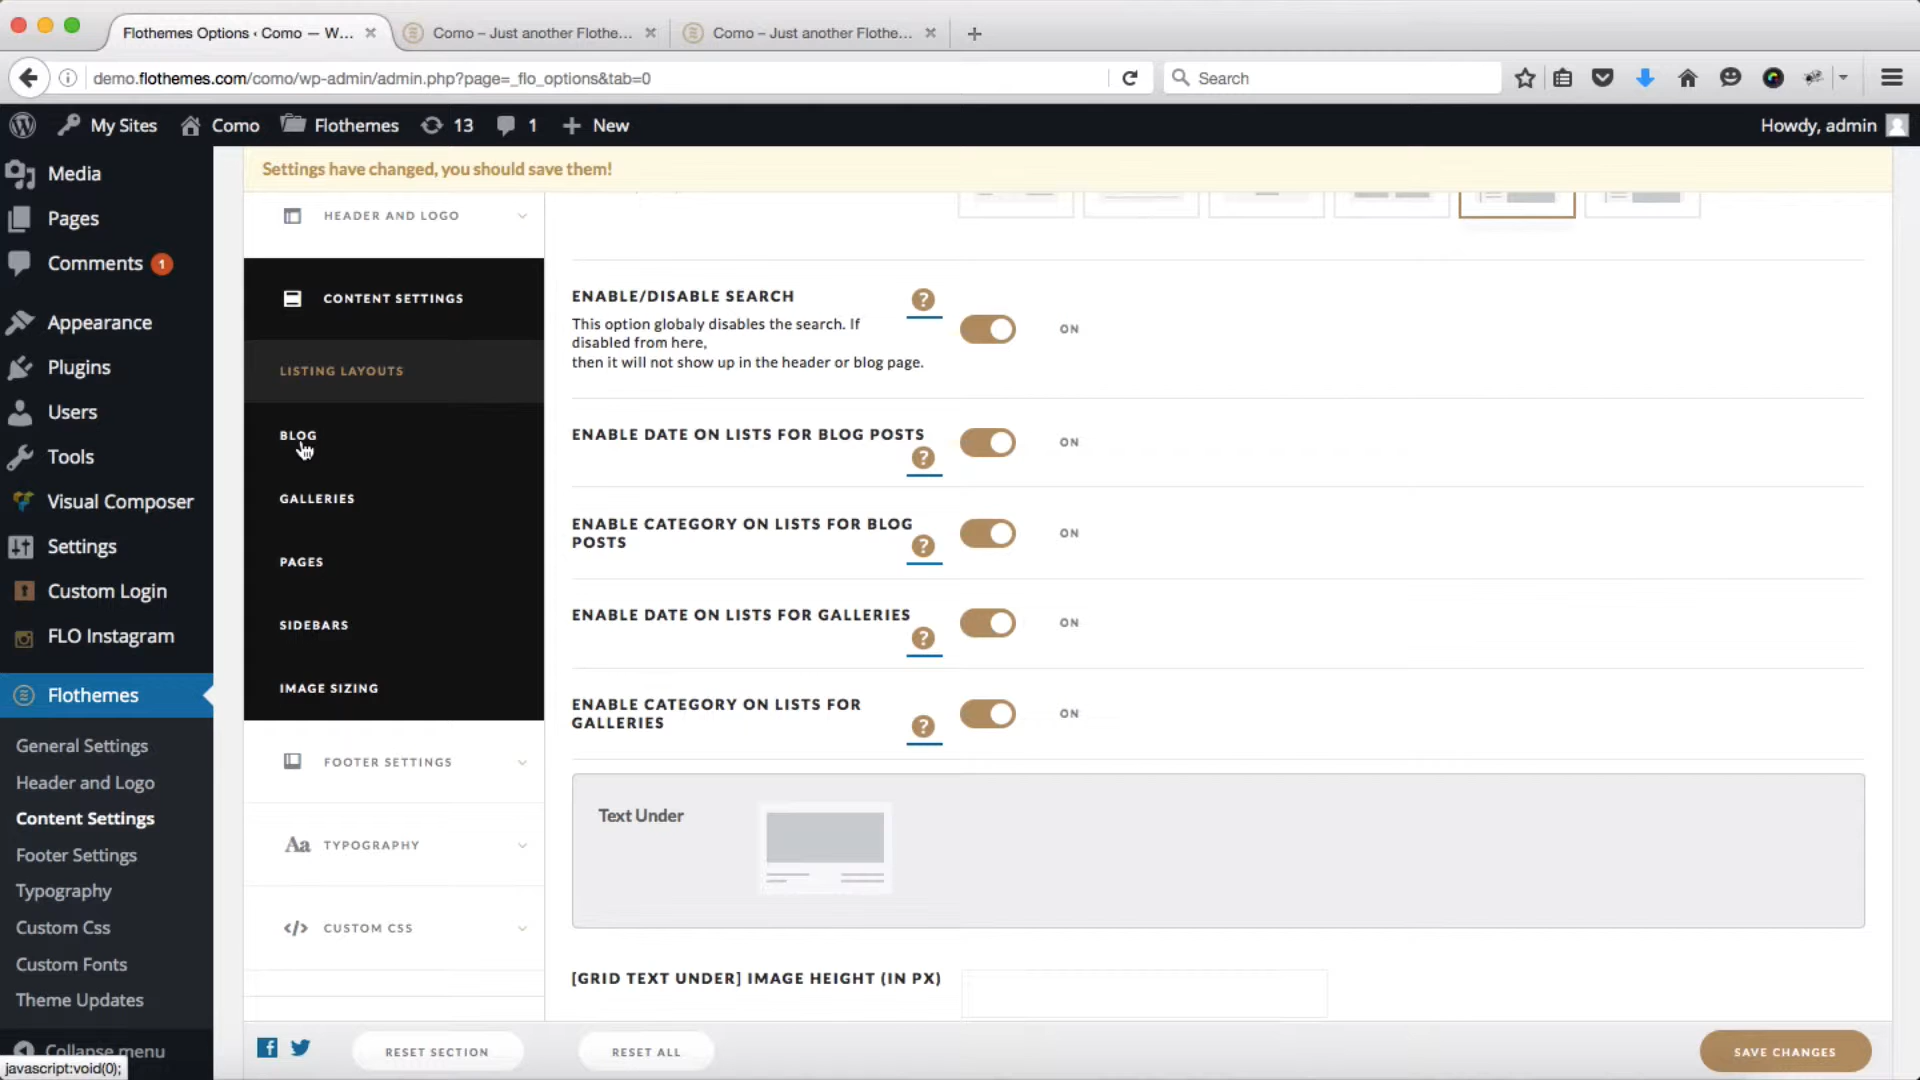 Flothemes Options ‹ Como — W...
Como – Just another Flothe...
Como – Just another Flothe...
demo.flothemes.com/como/wp-admin/admin.php?page=_flo_options&tab=0
Search
My Sites
Como
Flothemes
13
1
New
Howdy, admin
Media
Pages
Comments 1
Appearance
Plugins
Users
Tools
Visual Composer
Settings
Custom Login
FLO Instagram
Flothemes
General Settings
Header and Logo
Content Settings
Footer Settings
Typography
Custom Css
Custom Fonts
Theme Updates
Collapse menu
javascript:void(0);
Settings have changed, you should save them!
HEADER AND LOGO
CONTENT SETTINGS
LISTING LAYOUTS
BLOG
GALLERIES
PAGES
SIDEBARS
IMAGE SIZING
FOOTER SETTINGS
Aa TYPOGRAPHY
</> CUSTOM CSS
ENABLE/DISABLE SEARCH
?
This option globaly disables the search. If
disabled from here,
then it will not show up in the header or blog page.
ON
ENABLE DATE ON LISTS FOR BLOG POSTS
?
ON
ENABLE CATEGORY ON LISTS FOR BLOG
POSTS
?
ON
ENABLE DATE ON LISTS FOR GALLERIES
?
ON
ENABLE CATEGORY ON LISTS FOR
GALLERIES
?
ON
Text Under
[GRID TEXT UNDER] IMAGE HEIGHT (IN PX)
RESET SECTION
RESET ALL
SAVE CHANGES